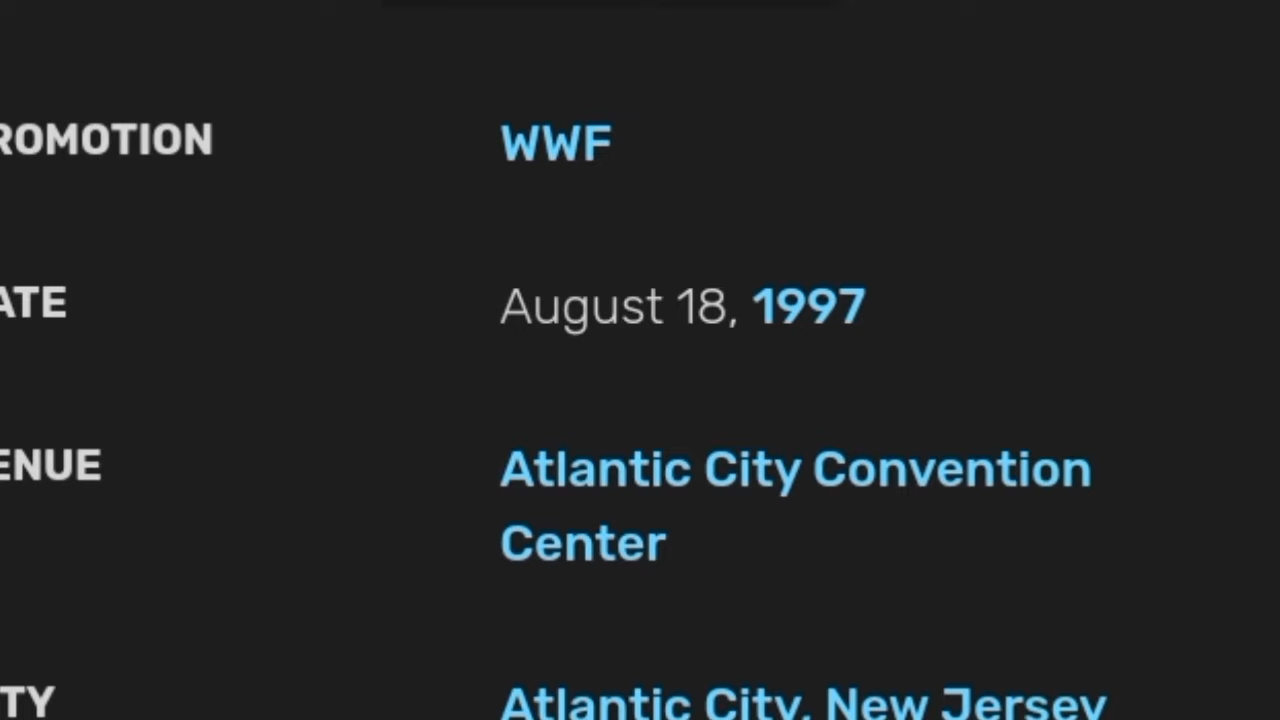 ROMOTION WWF
ATE August 18, 1997
ENUE Atlantic City Convention
Center
TY Atlantic City, New Jersey